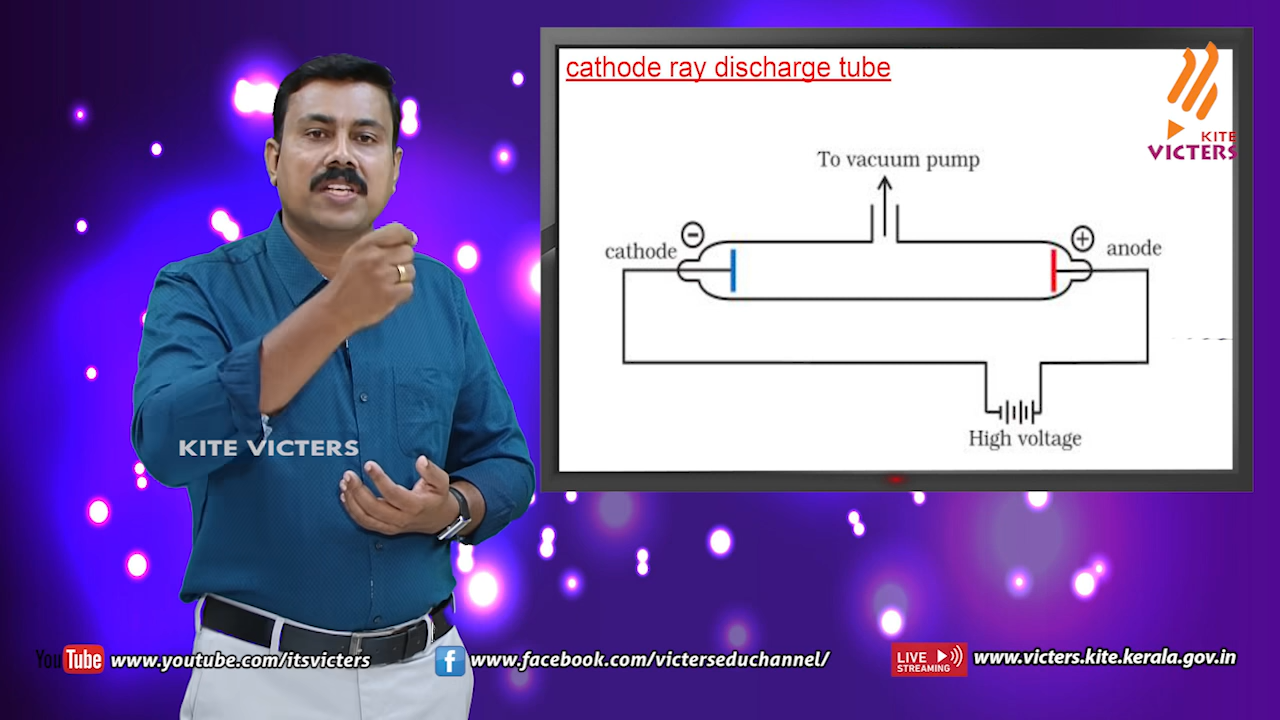 cathode ray discharge tube
KITE
VICTERS
To vacuum pump
cathode
−
+
anode
High voltage
KITE VICTERS
YouTube www.youtube.com/itsvicters
f www.facebook.com/victerseduchannel/
LIVE STREAMING www.victers.kite.kerala.gov.in